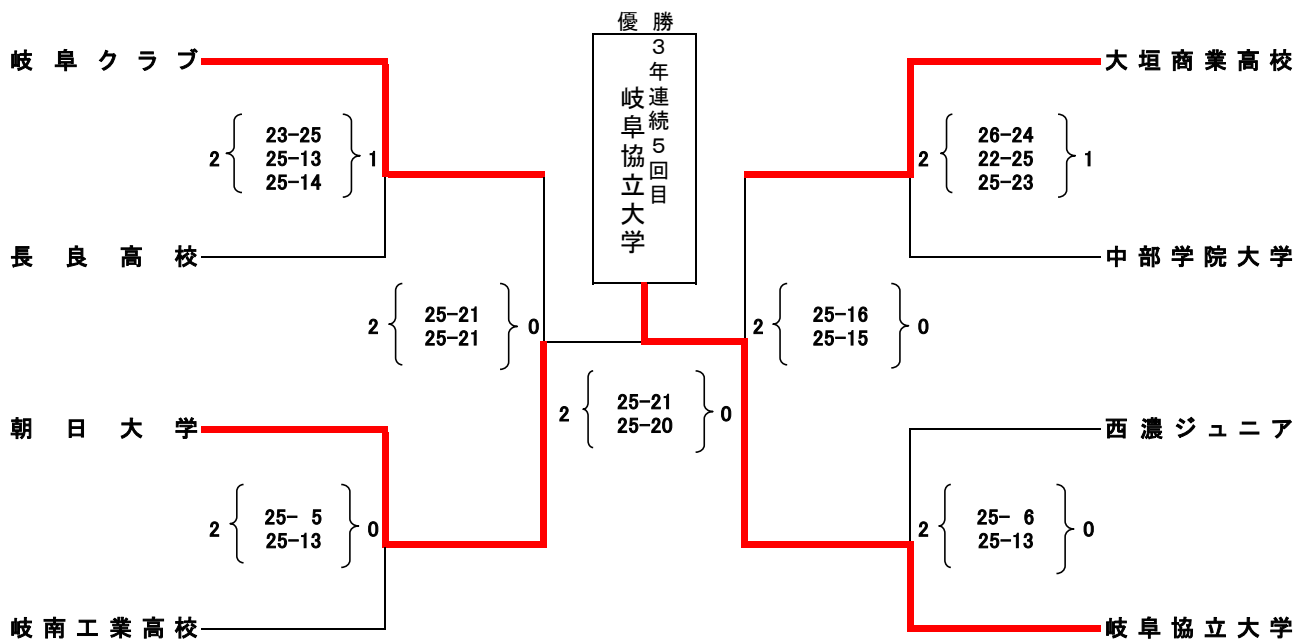 優勝
3年連続5回目
岐阜協立大学
岐阜クラブ
2 23-25 1
25-13
25-14
長良高校
2 25-21 0
25-21
朝日大学
2 25- 5 0
25-13
岐南工業高校
2 25-21 0
25-20
大垣商業高校
2 26-24 1
22-25
25-23
中部学院大学
2 25-16 0
25-15
西濃ジュニア
2 25- 6 0
25-13
岐阜協立大学